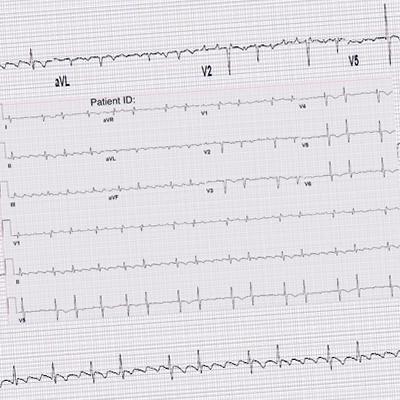 aVL V2 V5
Patient ID:
I aVR V1 V4
II aVL V2 V5
III aVF V3 V6
V1
II
V5